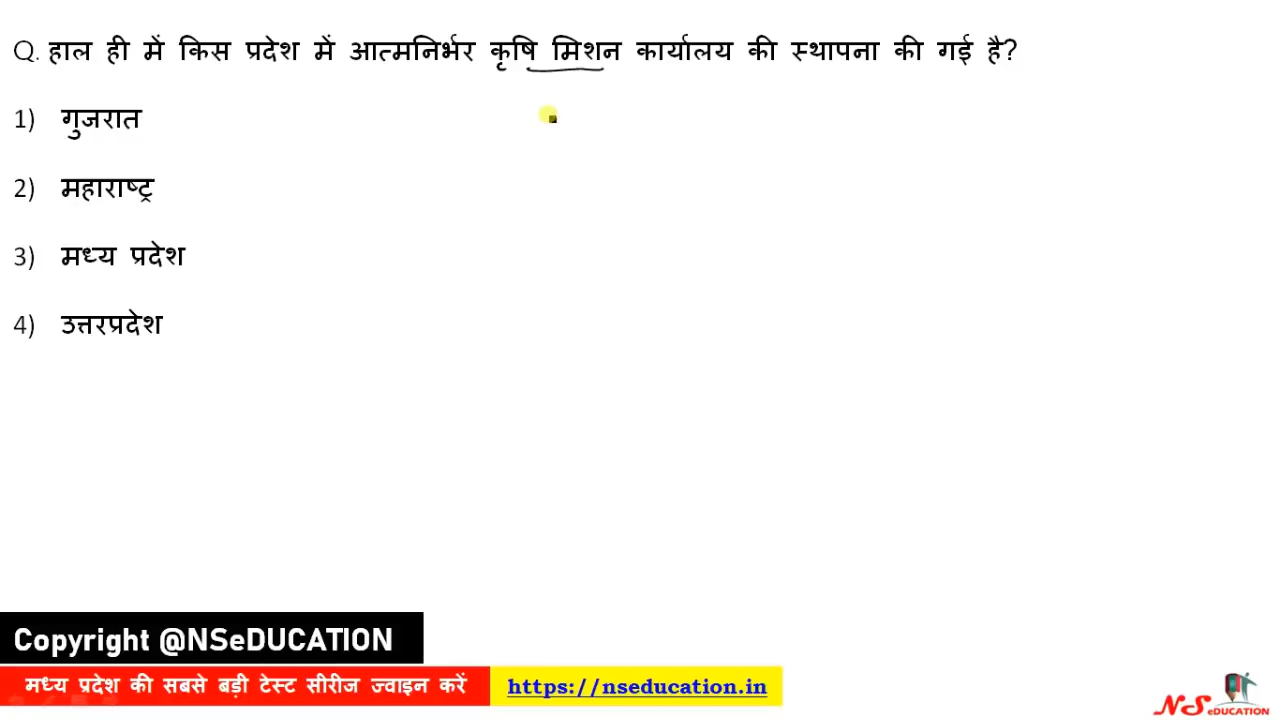 Q. हाल ही में किस प्रदेश में आत्मनिर्भर कृषि मिशन कार्यालय की स्थापना की गई है?
1) गुजरात
2) महाराष्ट्र
3) मध्य प्रदेश
4) उत्तरप्रदेश
Copyright @NSeDUCATION
मध्य प्रदेश की सबसे बड़ी टेस्ट सीरीज ज्वाइन करें https://nseducation.in
NS eDUCATION